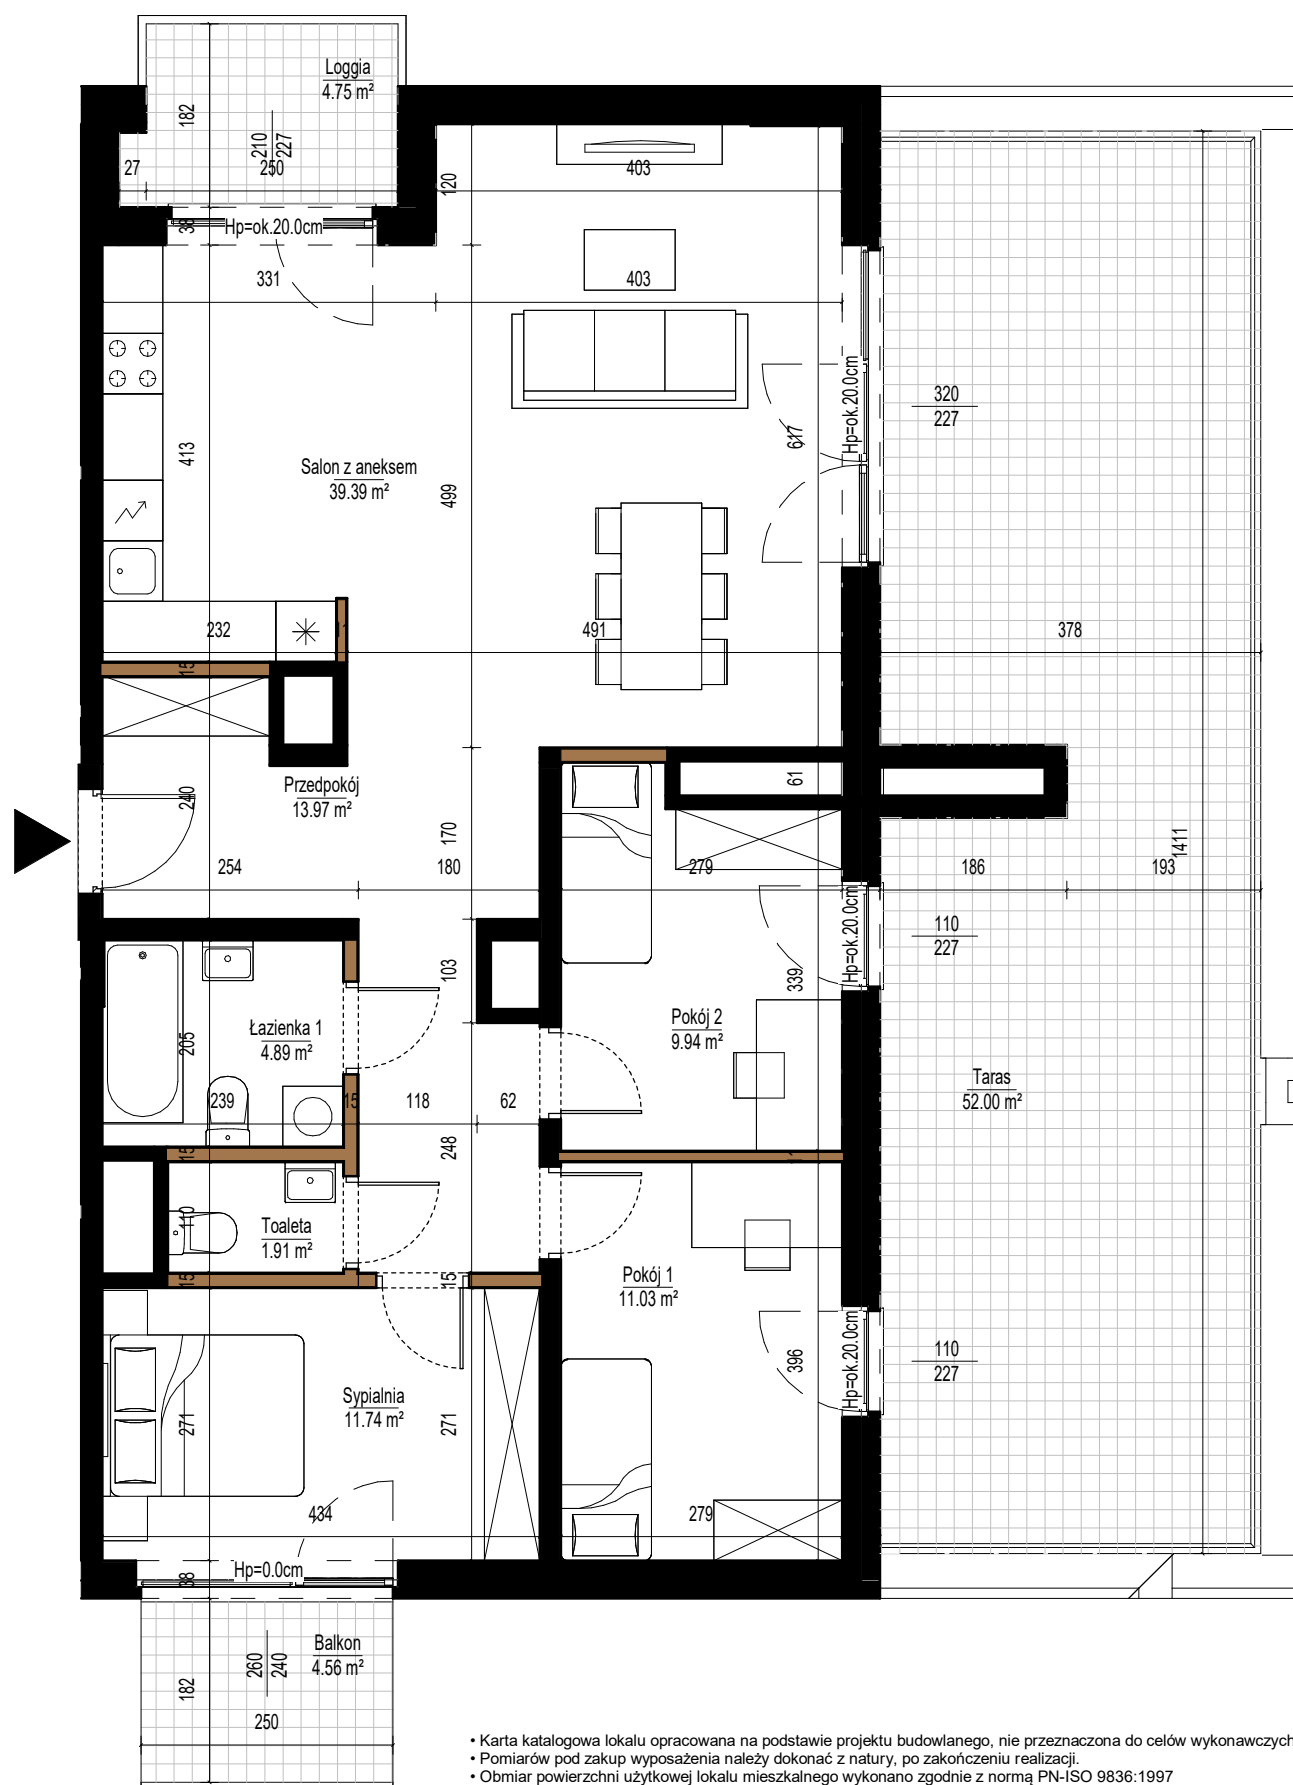 Loggia
4.75 m²
182
210
227
27
250
403
120
38
Hp=ok.20.0cm
331
403
Hp=ok.20.0cm
320
227
617
413
Salon z aneksem
39.39 m²
499
232
491
378
15
Przedpokój
13.97 m²
240
61
170
1411
254
180
279
186
193
Hp=ok.20.0cm
110
227
103
339
Łazienka 1
4.89 m²
205
Pokój 2
9.94 m²
Taras
52.00 m²
239
15
118
62
15
248
110
Toaleta
1.91 m²
15
15
Pokój 1
11.03 m²
Hp=ok.20.0cm
110
227
396
Sypialnia
11.74 m²
271
271
434
279
Hp=0.0cm
38
260
240
Balkon
4.56 m²
182
250
• Karta katalogowa lokalu opracowana na podstawie projektu budowlanego, nie przeznaczona do celów wykonawczych
• Pomiarów pod zakup wyposażenia należy dokonać z natury, po zakończeniu realizacji.
• Obmiar powierzchni użytkowej lokalu mieszkalnego wykonano zgodnie z normą PN-ISO 9836:1997